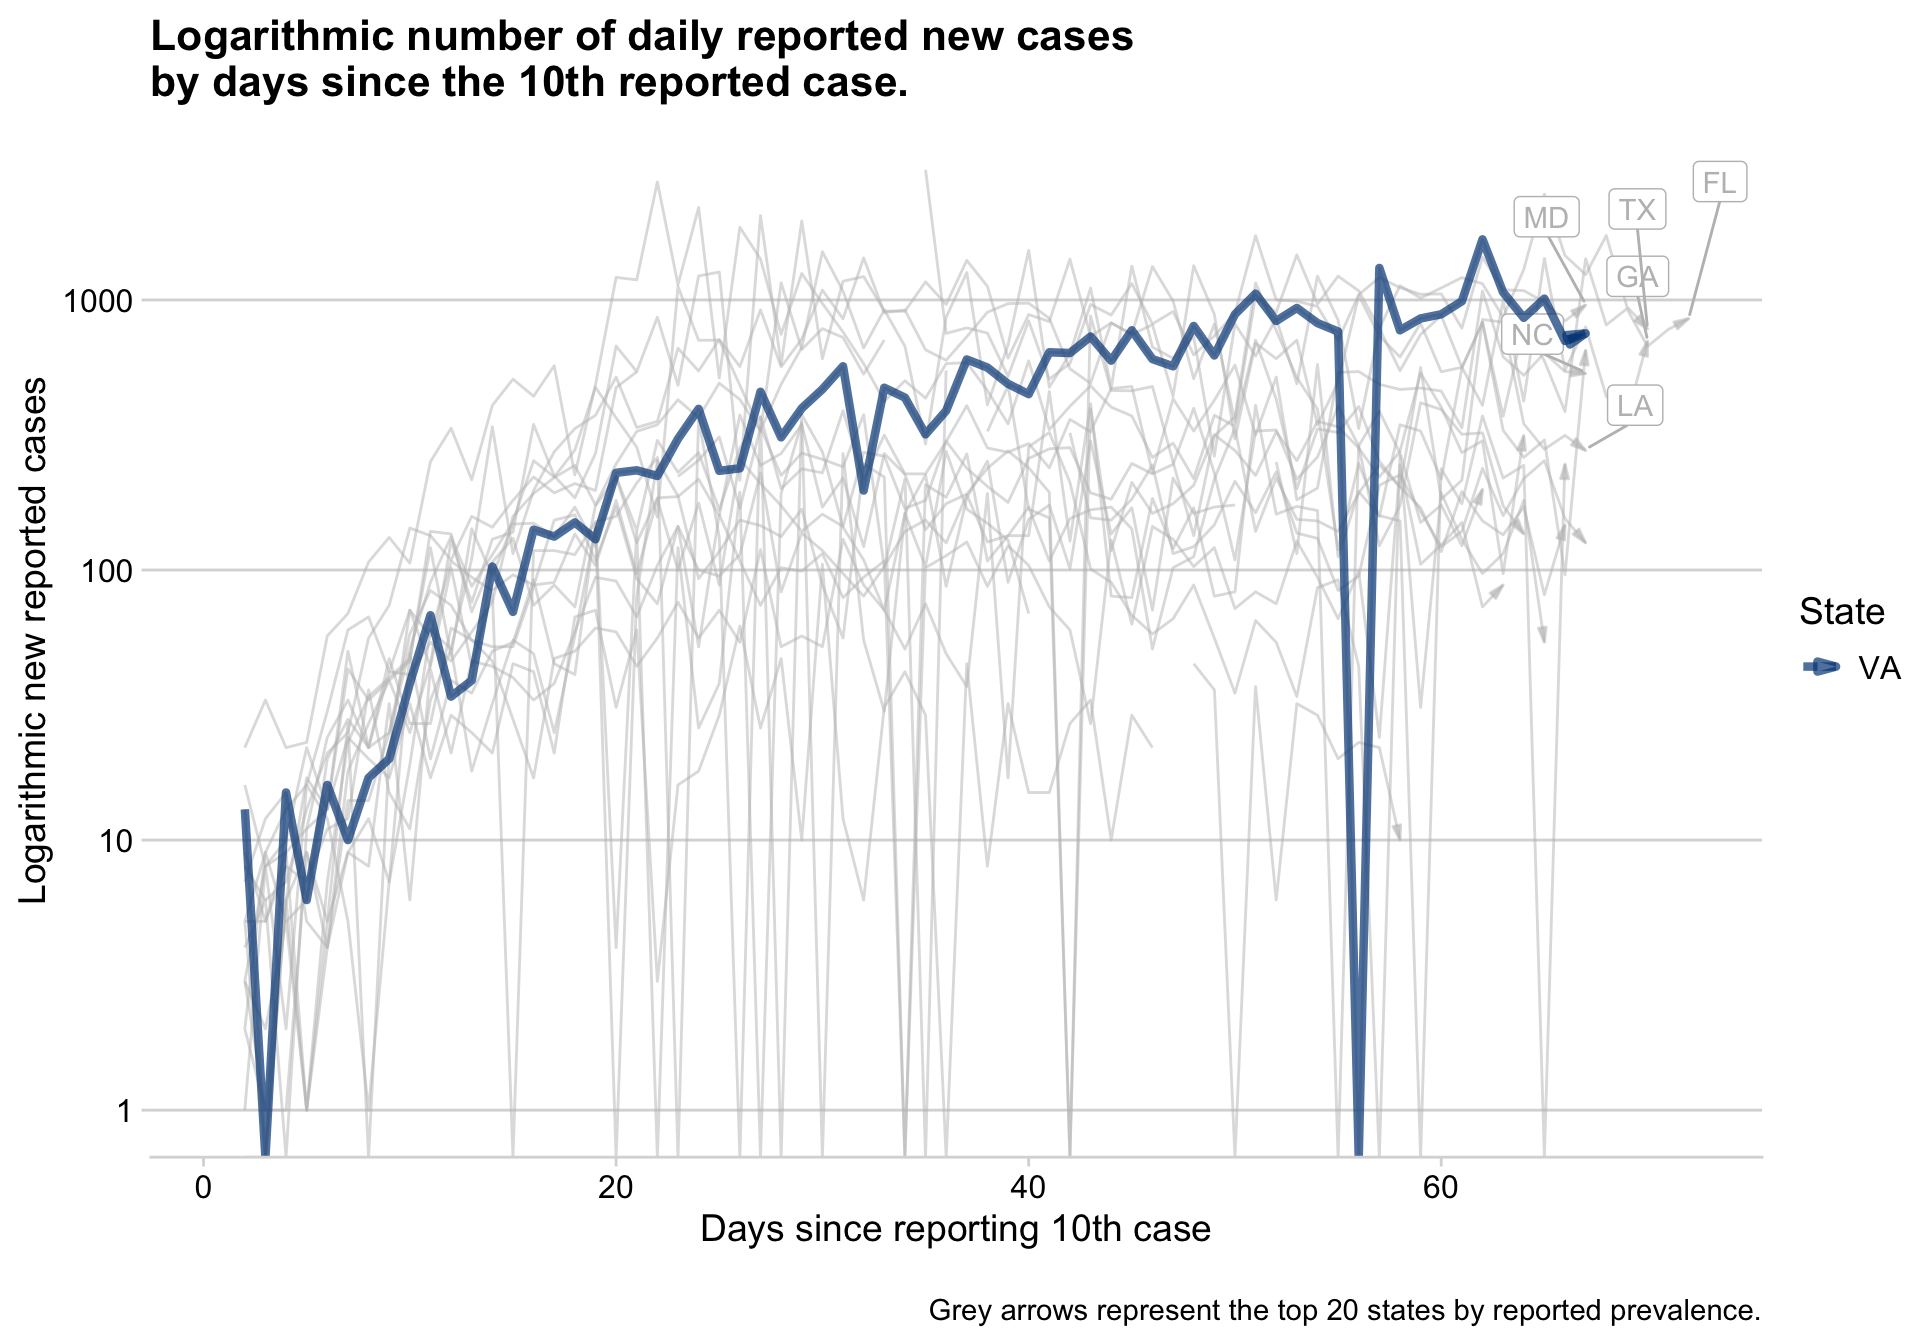 Logarithmic number of daily reported new cases
by days since the 10th reported case.
Logarithmic new reported cases
1000
100
10
1
FL
TX
MD
GA
NC
LA
State
VA
0
20
40
60
Days since reporting 10th case
Grey arrows represent the top 20 states by reported prevalence.